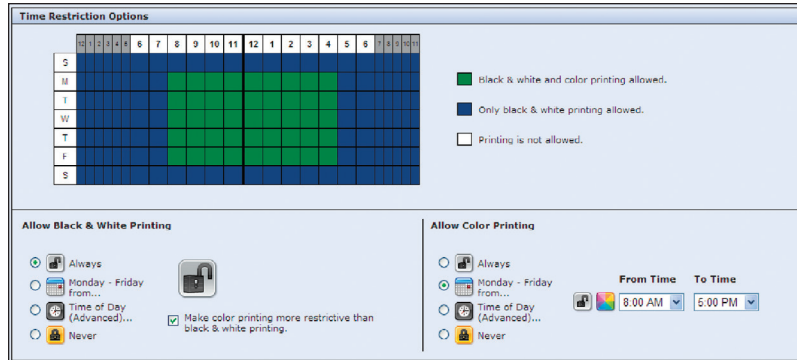 Time Restriction Options
12 1 2 3 4 5 6 7 8 9 10 11 12 1 2 3 4 5 6 7 8 9 10 11
S
M
T
W
T
F
S
Black & white and color printing allowed.
Only black & white printing allowed.
Printing is not allowed.
Allow Black & White Printing
Always
Monday - Friday
from...
Time of Day
(Advanced)...
Never
Make color printing more restrictive than
black & white printing.
Allow Color Printing
Always
Monday - Friday
from...
Time of Day
(Advanced)...
Never
From Time To Time
8:00 AM 5:00 PM